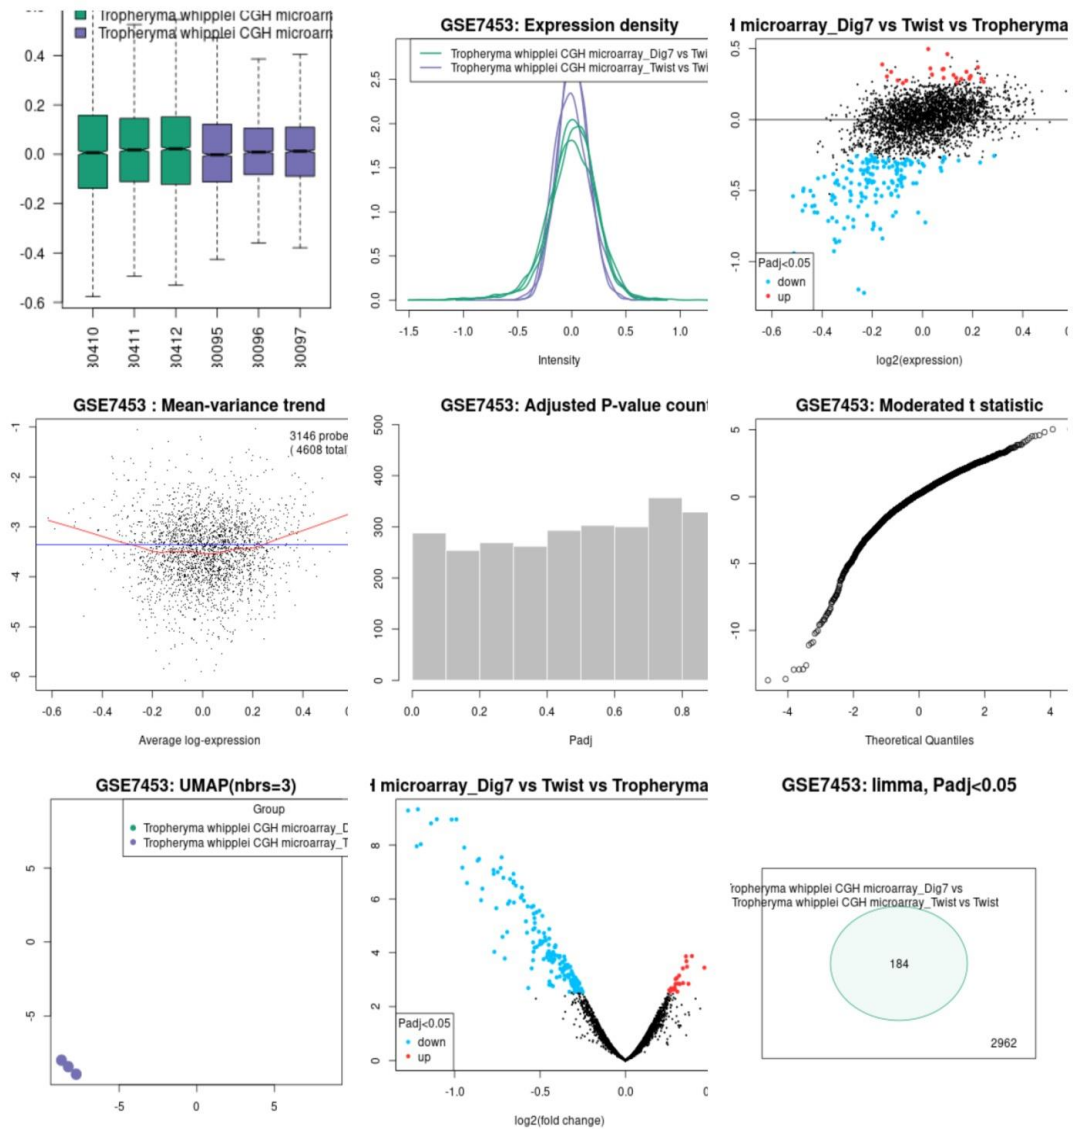 Tropheryma whipplei CGH microarr
Tropheryma whipplei CGH microarr
0.4
0.2
0.0
-0.2
-0.4
-0.6
30410
30411
30412
30095
30096
30097
GSE7453: Expression density
Tropheryma whipplei CGH microarray_Dig7 vs Twi
Tropheryma whipplei CGH microarray_Twist vs Tw
2.5
2.0
1.5
1.0
0.5
0.0
-1.5 -1.0 -0.5 0.0 0.5 1.0
Intensity
H microarray_Dig7 vs Twist vs Tropheryma
0.5
0.0
-0.5
-1.0
Padj<0.05
down
up
-0.6 -0.4 -0.2 0.0 0.2 0.4
log2(expression)
GSE7453 : Mean-variance trend
3146 probe
( 4608 total)
-1
-2
-3
-4
-5
-6
-0.6 -0.4 -0.2 0.0 0.2 0.4
Average log-expression
GSE7453: Adjusted P-value count
500
400
300
200
100
0
0.0 0.2 0.4 0.6 0.8
Padj
GSE7453: Moderated t statistic
5
0
-5
-10
-4 -2 0 2 4
Theoretical Quantiles
GSE7453: UMAP(nbrs=3)
Group
Tropheryma whipplei CGH microarray_D
Tropheryma whipplei CGH microarray_T
5
0
-5
-5 0 5
H microarray_Dig7 vs Twist vs Tropheryma
8
6
4
2
0
Padj<0.05
down
up
-1.0 -0.5 0.0
log2(fold change)
GSE7453: limma, Padj<0.05
Tropheryma whipplei CGH microarray_Dig7 vs
Tropheryma whipplei CGH microarray_Twist vs Twist
184
2962